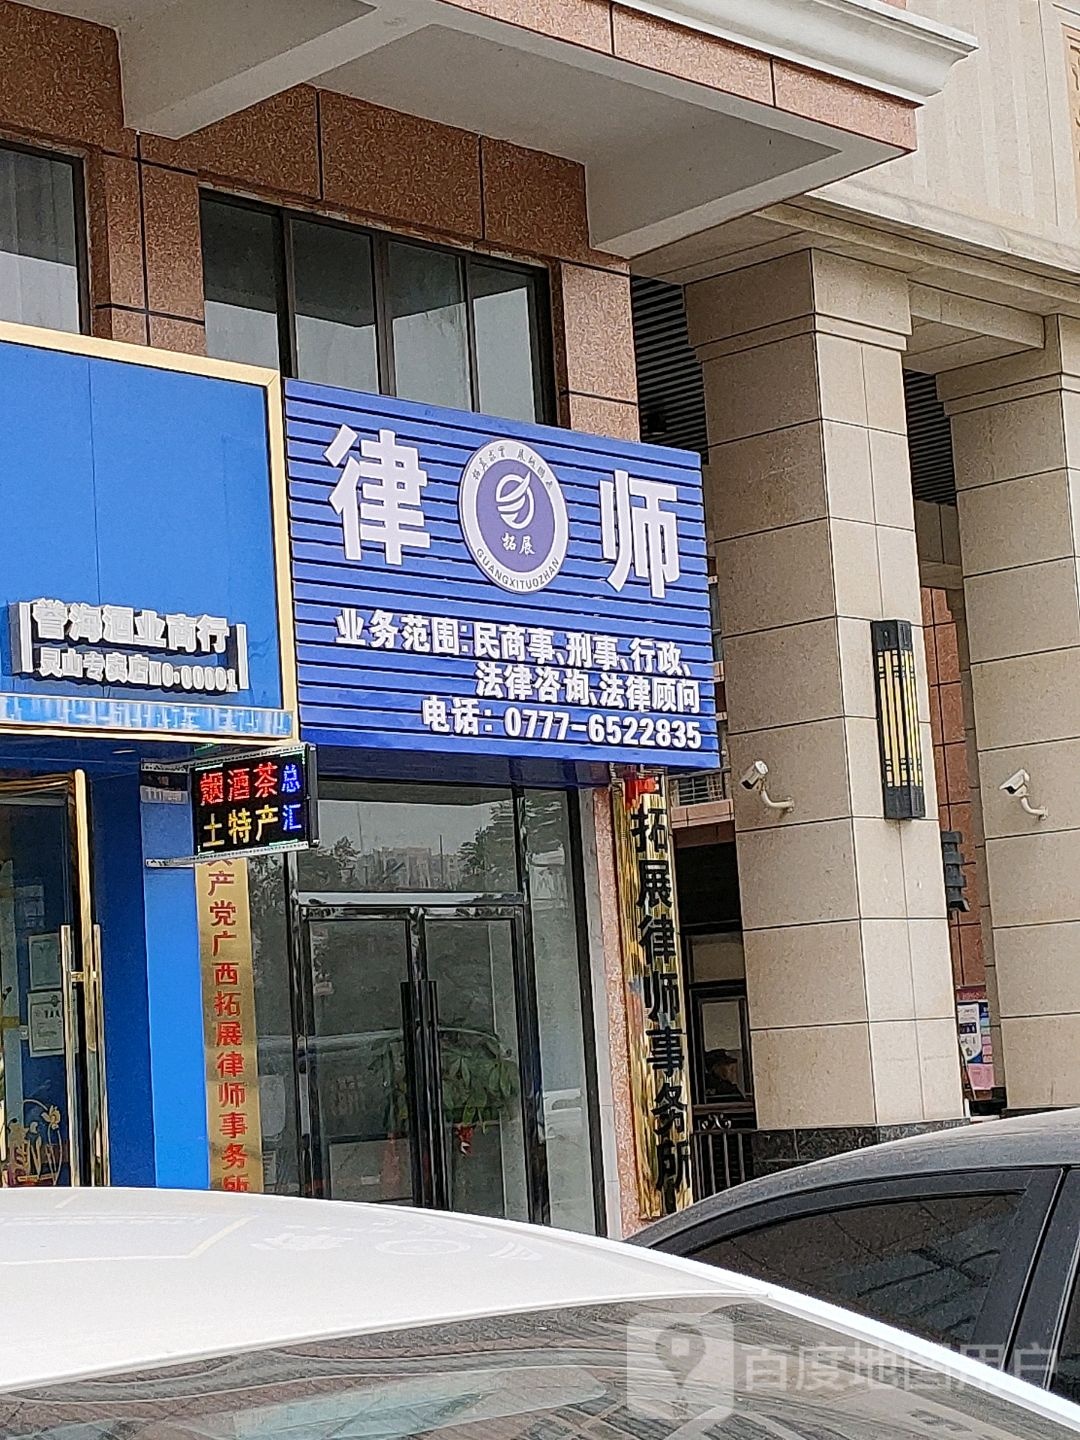 律师
拓展
GUANGXITUOZHAN
业务范围:民商事、刑事、行政、
法律咨询、法律顾问
电话: 0777-6522835
海酒业商行
灵山专卖店NO:00001
烟酒茶总
土特产汇
产党广西拓展律师事务所
拓展律师事务所
百度地图用户